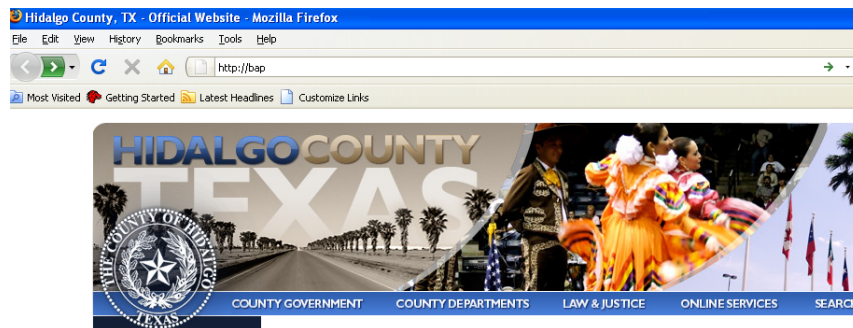 Hidalgo County, TX - Official Website - Mozilla Firefox
File Edit View History Bookmarks Tools Help
http://bap
Most Visited Getting Started Latest Headlines Customize Links
HIDALGO COUNTY
TEXAS
THE COUNTY OF HIDALGO
TEXAS
COUNTY GOVERNMENT COUNTY DEPARTMENTS LAW & JUSTICE ONLINE SERVICES SEARCH